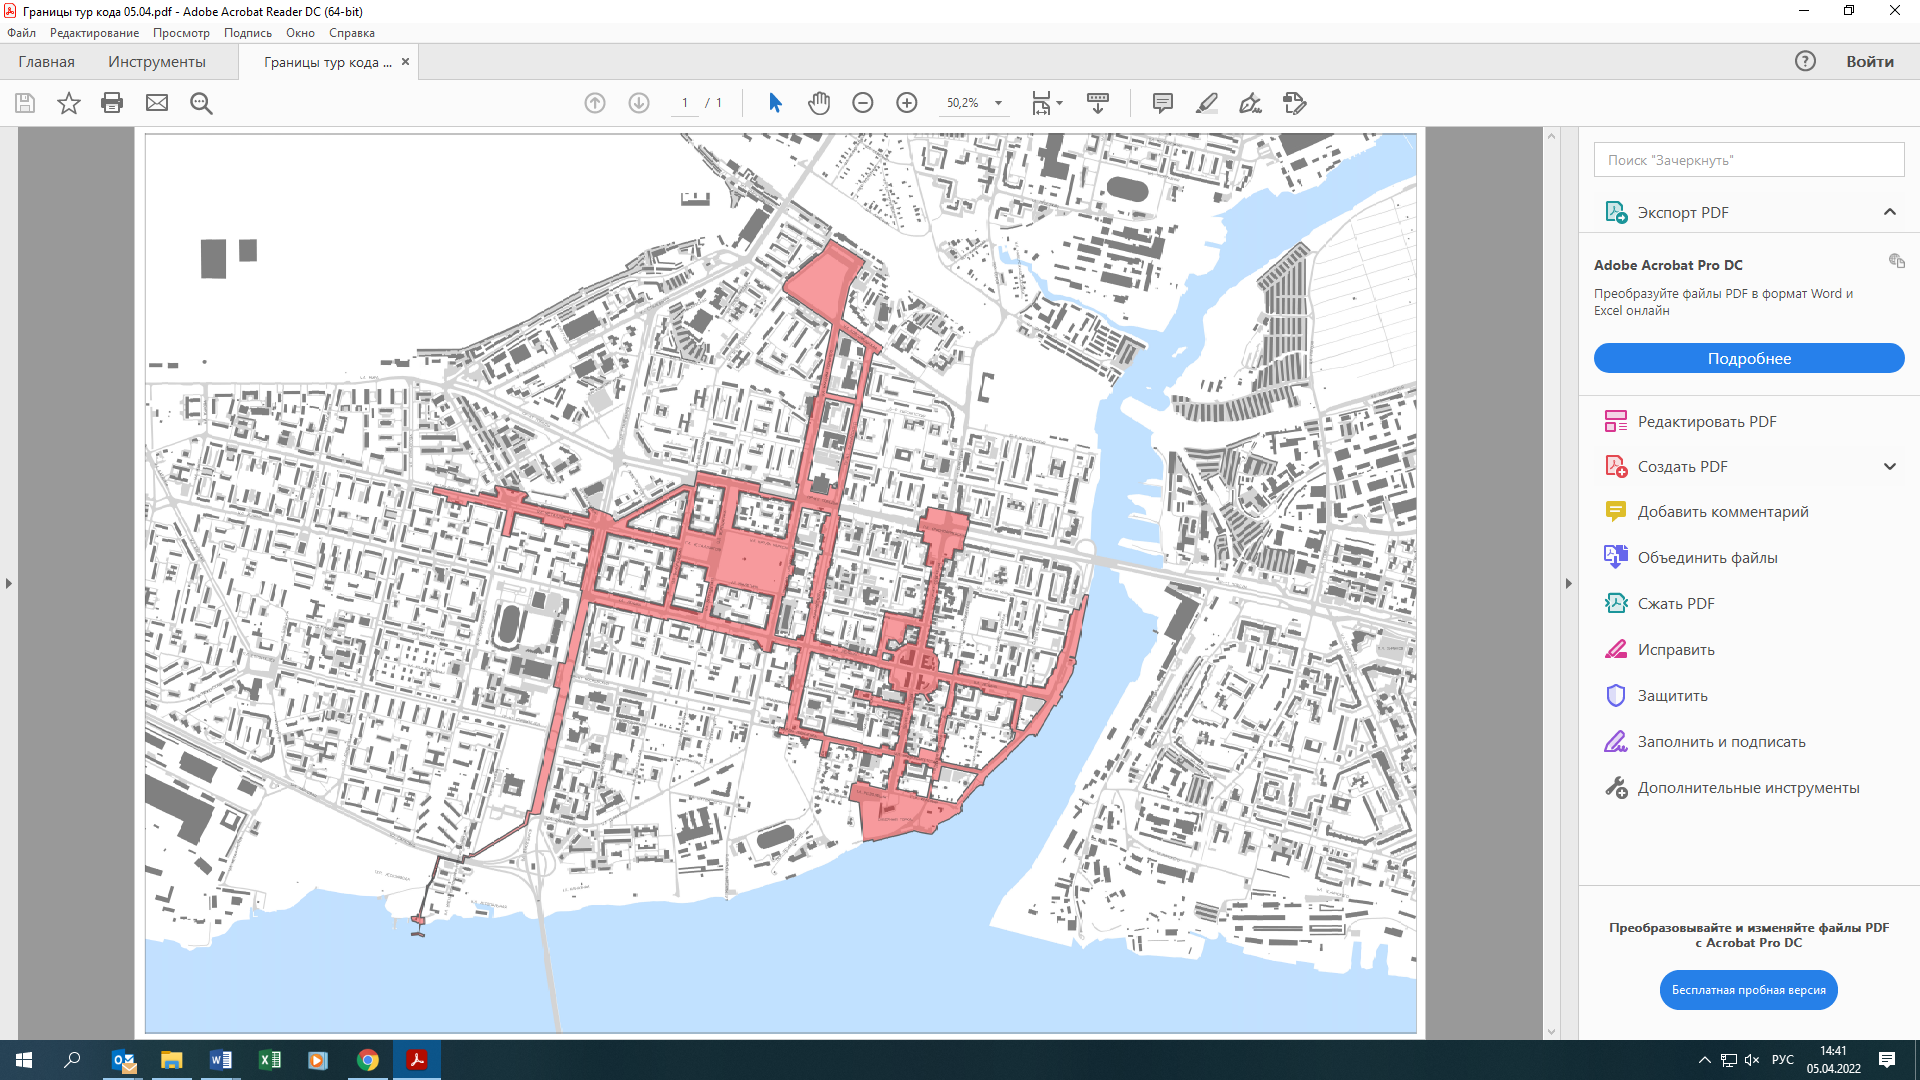 Границы тур кода 05.04.pdf - Adobe Acrobat Reader DC (64-bit)
Файл Редактирование Просмотр Подпись Окно Справка
Главная Инструменты Границы тур кода ... × Войти
1 / 1 50,2%
Поиск "Зачеркнуть"
Экспорт PDF
Adobe Acrobat Pro DC
Преобразуйте файлы PDF в формат Word и
Excel онлайн
Подробнее
Редактировать PDF
Создать PDF
Добавить комментарий
Объединить файлы
Сжать PDF
Исправить
Защитить
Заполнить и подписать
Дополнительные инструменты
Преобразовывайте и изменяйте файлы PDF
с Acrobat Pro DC
Бесплатная пробная версия
РУС
14:41
05.04.2022